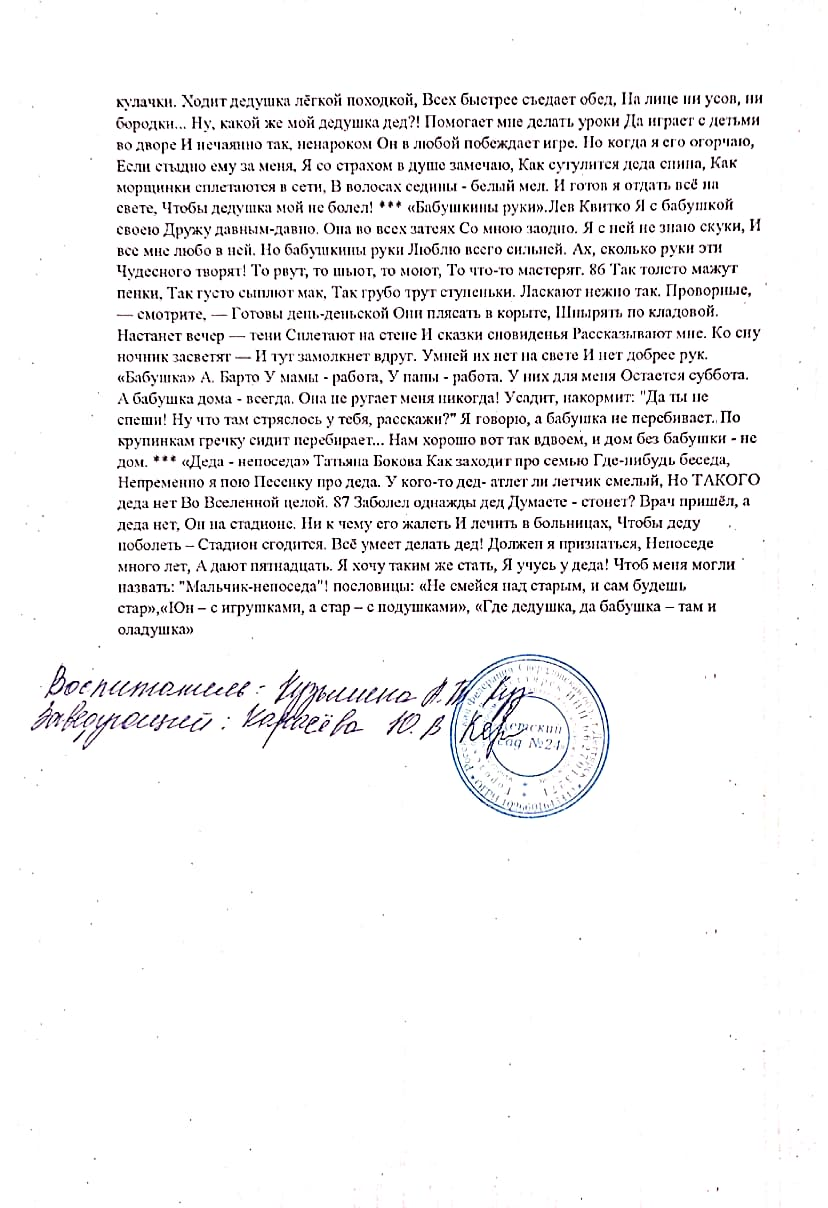 кулачки. Ходит дедушка лёгкой походкой, Всех быстрее съедает обед, На лице ни усов, ни
бородки... Ну, какой же мой дедушка дед?! Помогает мне делать уроки Да играет с детьми
во дворе И нечаянно так, ненароком Он в любой побеждает игре. Но когда я его огорчаю,
Если стыдно ему за меня, Я со страхом в душе замечаю, Как сутулится деда спина, Как
морщинки сплетаются в сети, В волосах седины - белый мел. И готов я отдать всё на
свете, Чтобы дедушка мой не болел! *** «Бабушкины руки».Лев Квитко Я с бабушкой
своею Дружу давным-давно. Она во всех затеях Со мною заодно. Я с ней не знаю скуки, И
все мне любо в ней. Но бабушкины руки Люблю всего сильней. Ах, сколько руки эти
Чудесного творят! То рвут, то шьют, то моют, То что-то мастерят. 86 Так толсто мажут
пенки, Так густо сыплют мак, Так грубо трут ступеньки. Ласкают нежно так. Проворные,
— смотрите, — Готовы день-деньской Они плясать в корыте, Шнырять по кладовой.
Настанет вечер — тени Сплетают на стене И сказки сновиденья Рассказывают мне. Ко сну
ночник засветят — И тут замолкнет вдруг. Умней их нет на свете И нет добрее рук.
«Бабушка» А. Барто У мамы - работа, У папы - работа. У них для меня Остается суббота.
А бабушка дома - всегда. Она не ругает меня никогда! Усадит, накормит: "Да ты не
спеши! Ну что там стряслось у тебя, расскажи?" Я говорю, а бабушка не перебивает.. По
крупинкам гречку сидит перебирает... Нам хорошо вот так вдвоем, и дом без бабушки - не
дом. *** «Деда - непоседа» Татьяна Бокова Как заходит про семью Где-нибудь беседа,
Непременно я пою Песенку про деда. У кого-то дед- атлет ли летчик смелый, Но ТАКОГО
деда нет Во Вселенной целой. 87 Заболел однажды дед Думаете - стонет? Врач пришёл, а
деда нет, Он на стадионе. Ни к чему его жалеть И лечить в больницах, Чтобы деду
поболеть – Стадион сгодится. Всё умеет делать дед! Должен я признаться, Непоседе
много лет, А дают пятнадцать. Я хочу таким же стать, Я учусь у деда! Чтоб меня могли
назвать: "Мальчик-непоседа"! пословицы: «Не смейся над старым, и сам будешь
стар»,«Юн – с игрушками, а стар – с подушками», «Где дедушка, да бабушка – там и
оладушка»
Воспитатель - Кузьмина
Заведующий : Карасёва Ю. В
сад №24